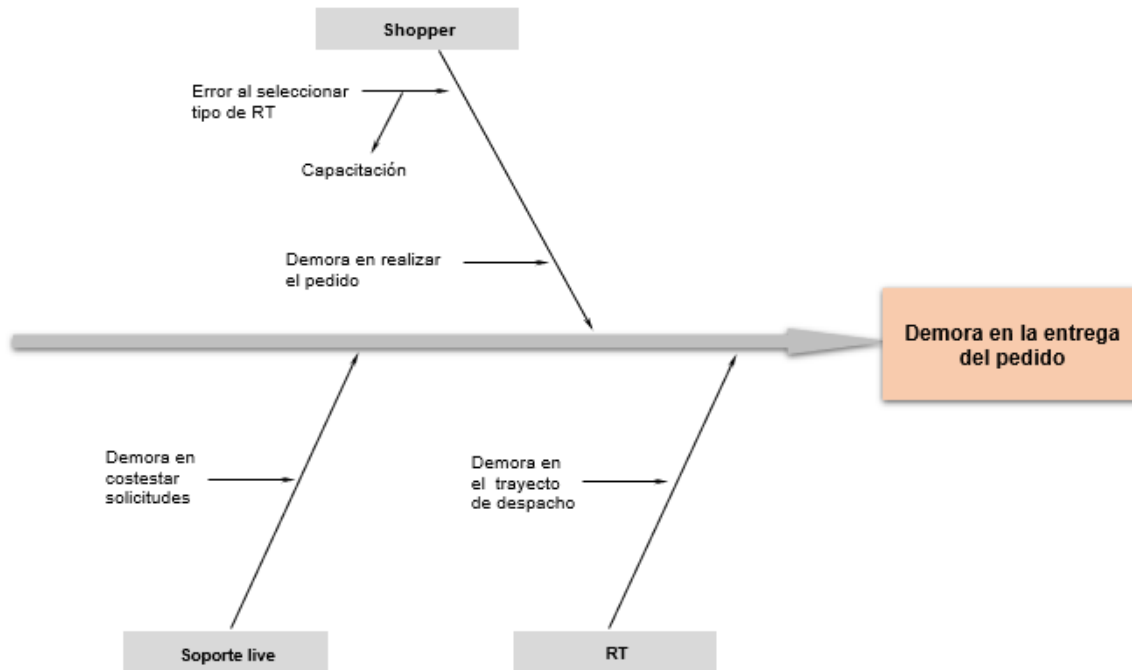 Shopper
Error al seleccionar
tipo de RT
Capacitación
Demora en realizar
el pedido
Demora en la entrega
del pedido
Demora en
costestar
solicitudes
Demora en
el trayecto
de despacho
Soporte live
RT